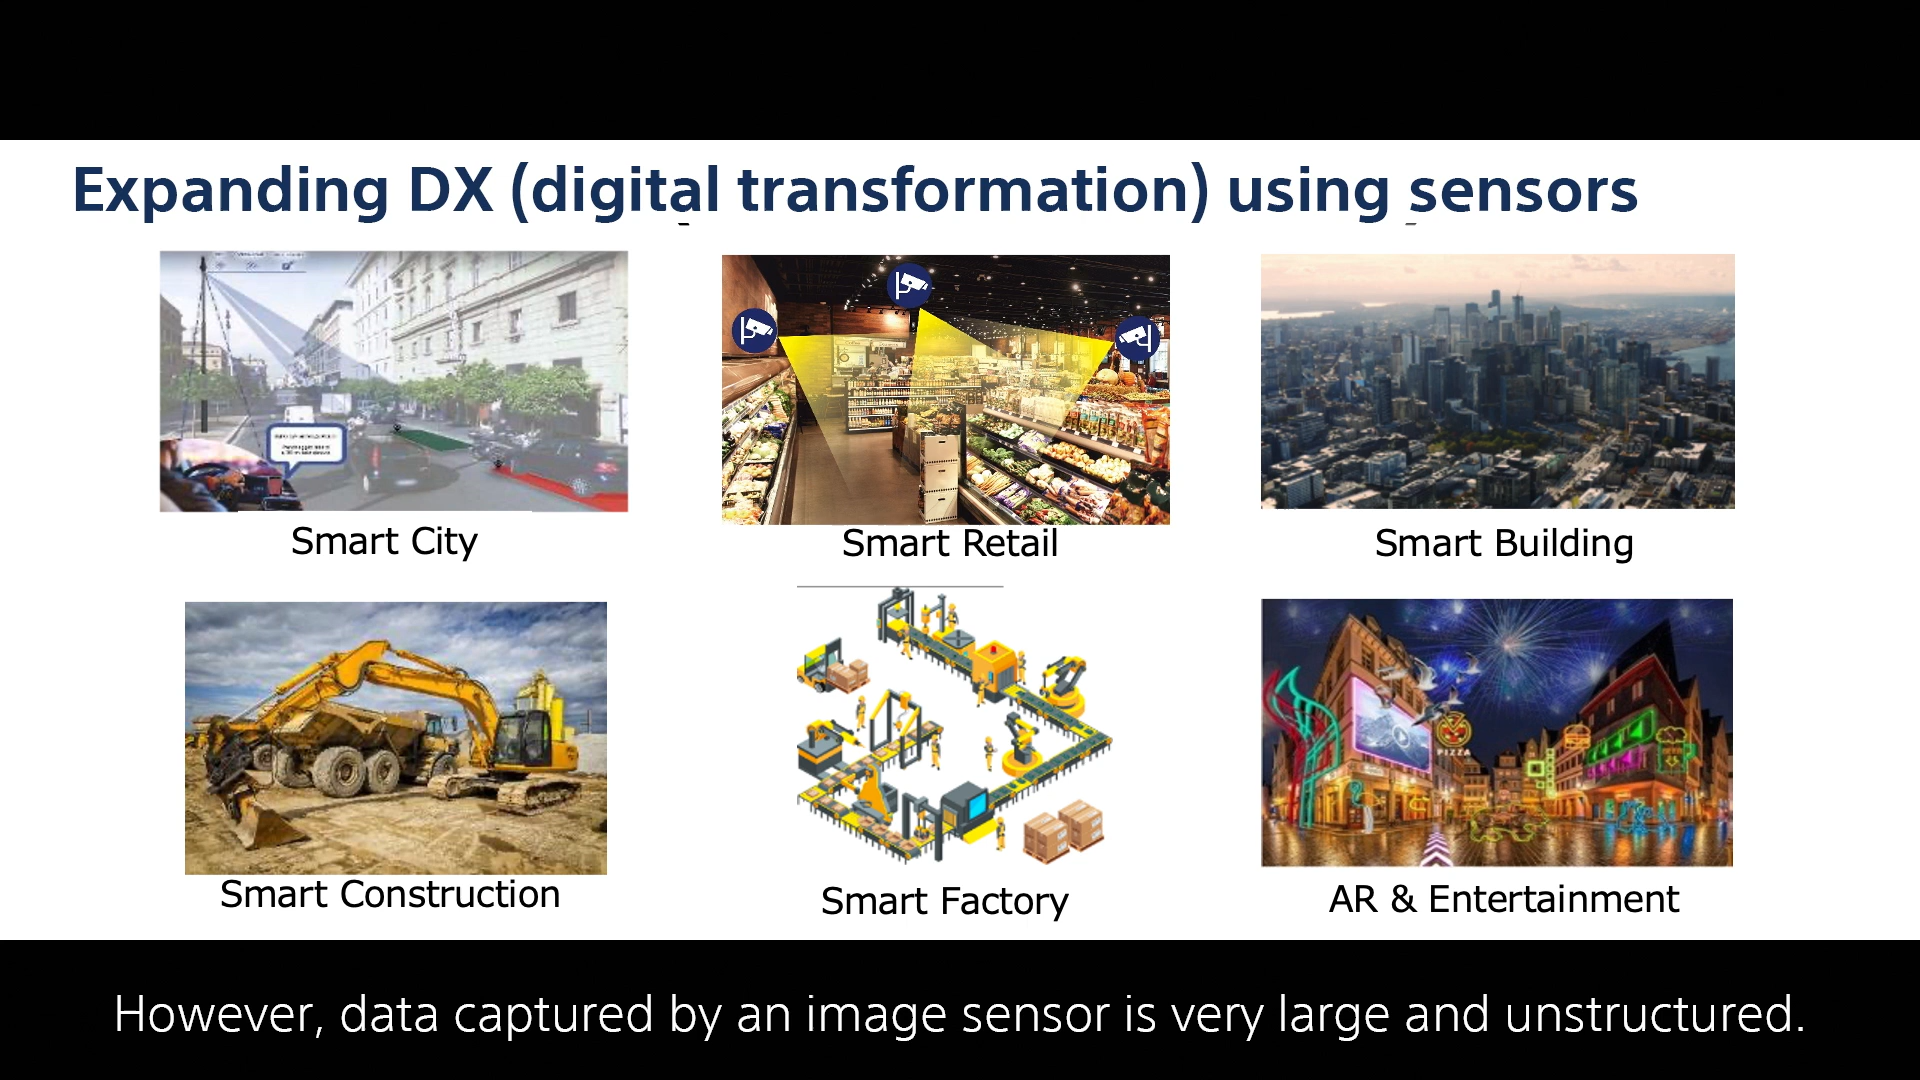 Expanding DX (digital transformation) using sensors
Smart City
Smart Retail
Smart Building
PIZZA
Smart Construction
Smart Factory
AR & Entertainment
However, data captured by an image sensor is very large and unstructured.